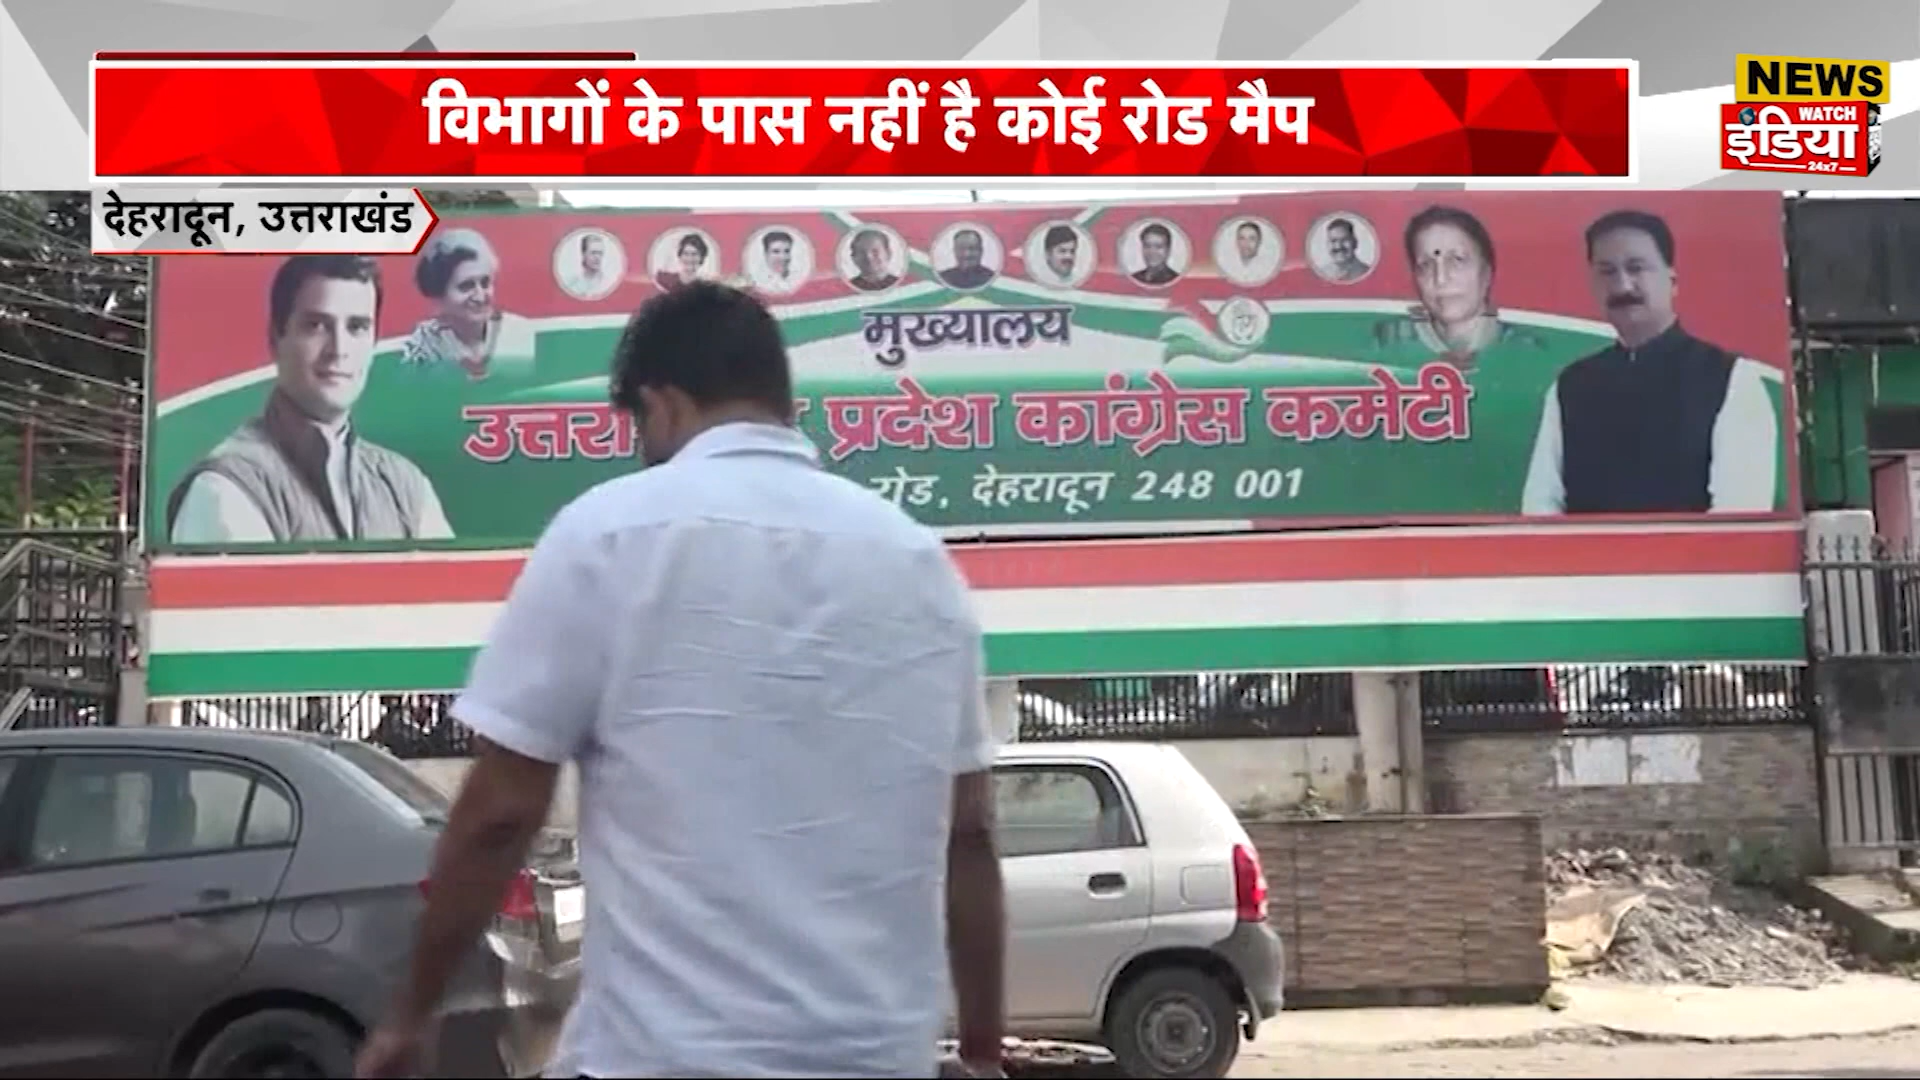 विभागों के पास नहीं है कोई रोड मैप
NEWS
WATCH
इंडिया
24x7
देहरादून, उत्तराखंड
मुख्यालय
प्रदेश कांग्रेस कमेटी
रोड, देहरादून 248 001